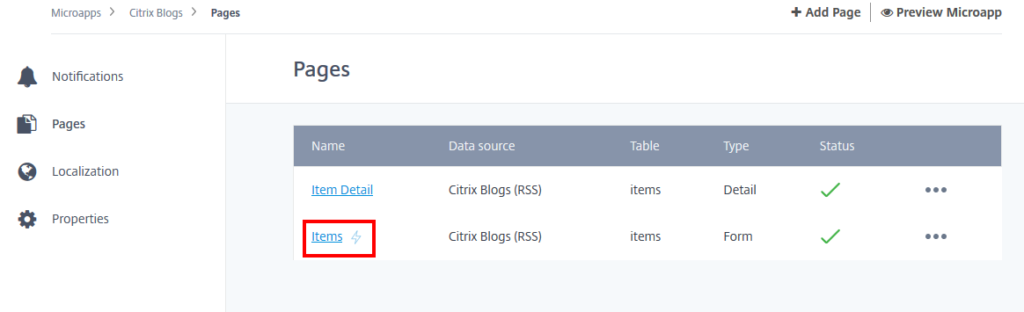 Microapps > Citrix Blogs > Pages
+ Add Page | Preview Microapp
Notifications
Pages
Localization
Properties
Pages
Name Data source Table Type Status
Item Detail Citrix Blogs (RSS) items Detail
Items Citrix Blogs (RSS) items Form